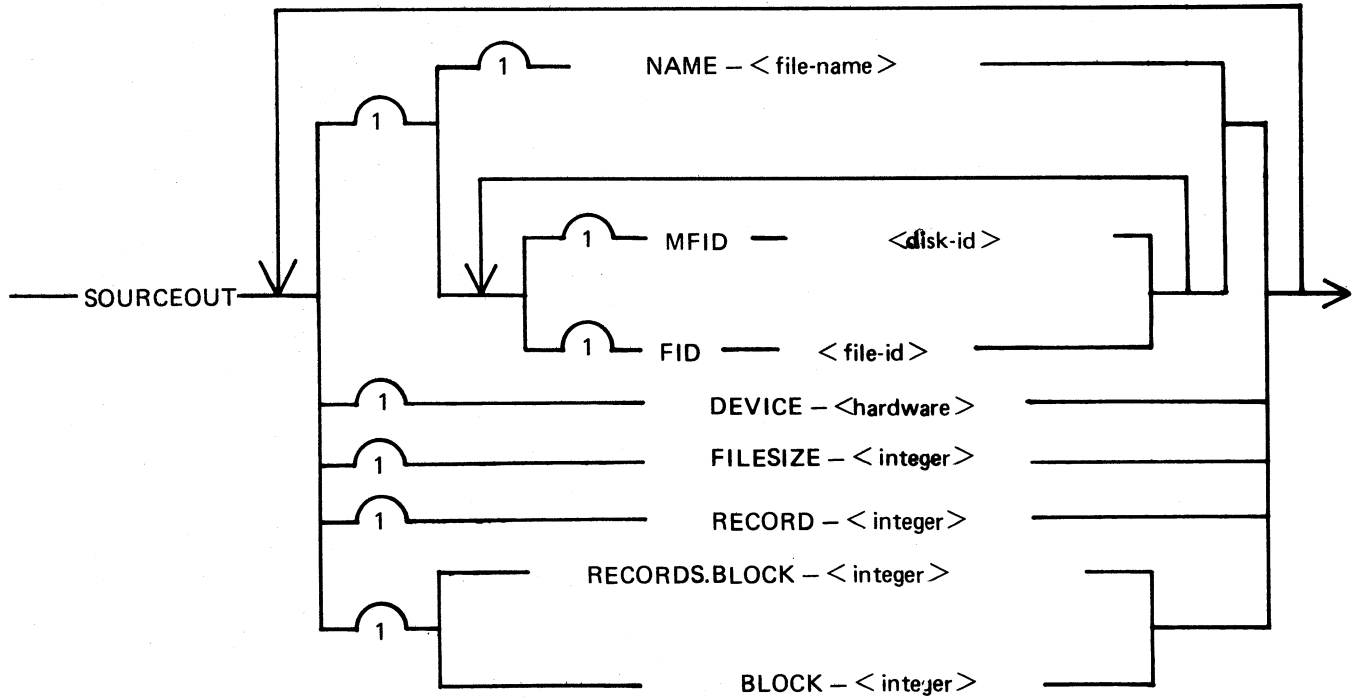 1 NAME – <file-name>
1
1 MFID — <disk-id>
SOURCEOUT
1 FID — <file-id>
1 DEVICE – <hardware>
1 FILESIZE – <integer>
1 RECORD – <integer>
RECORDS.BLOCK – <integer>
1
BLOCK – <integer>